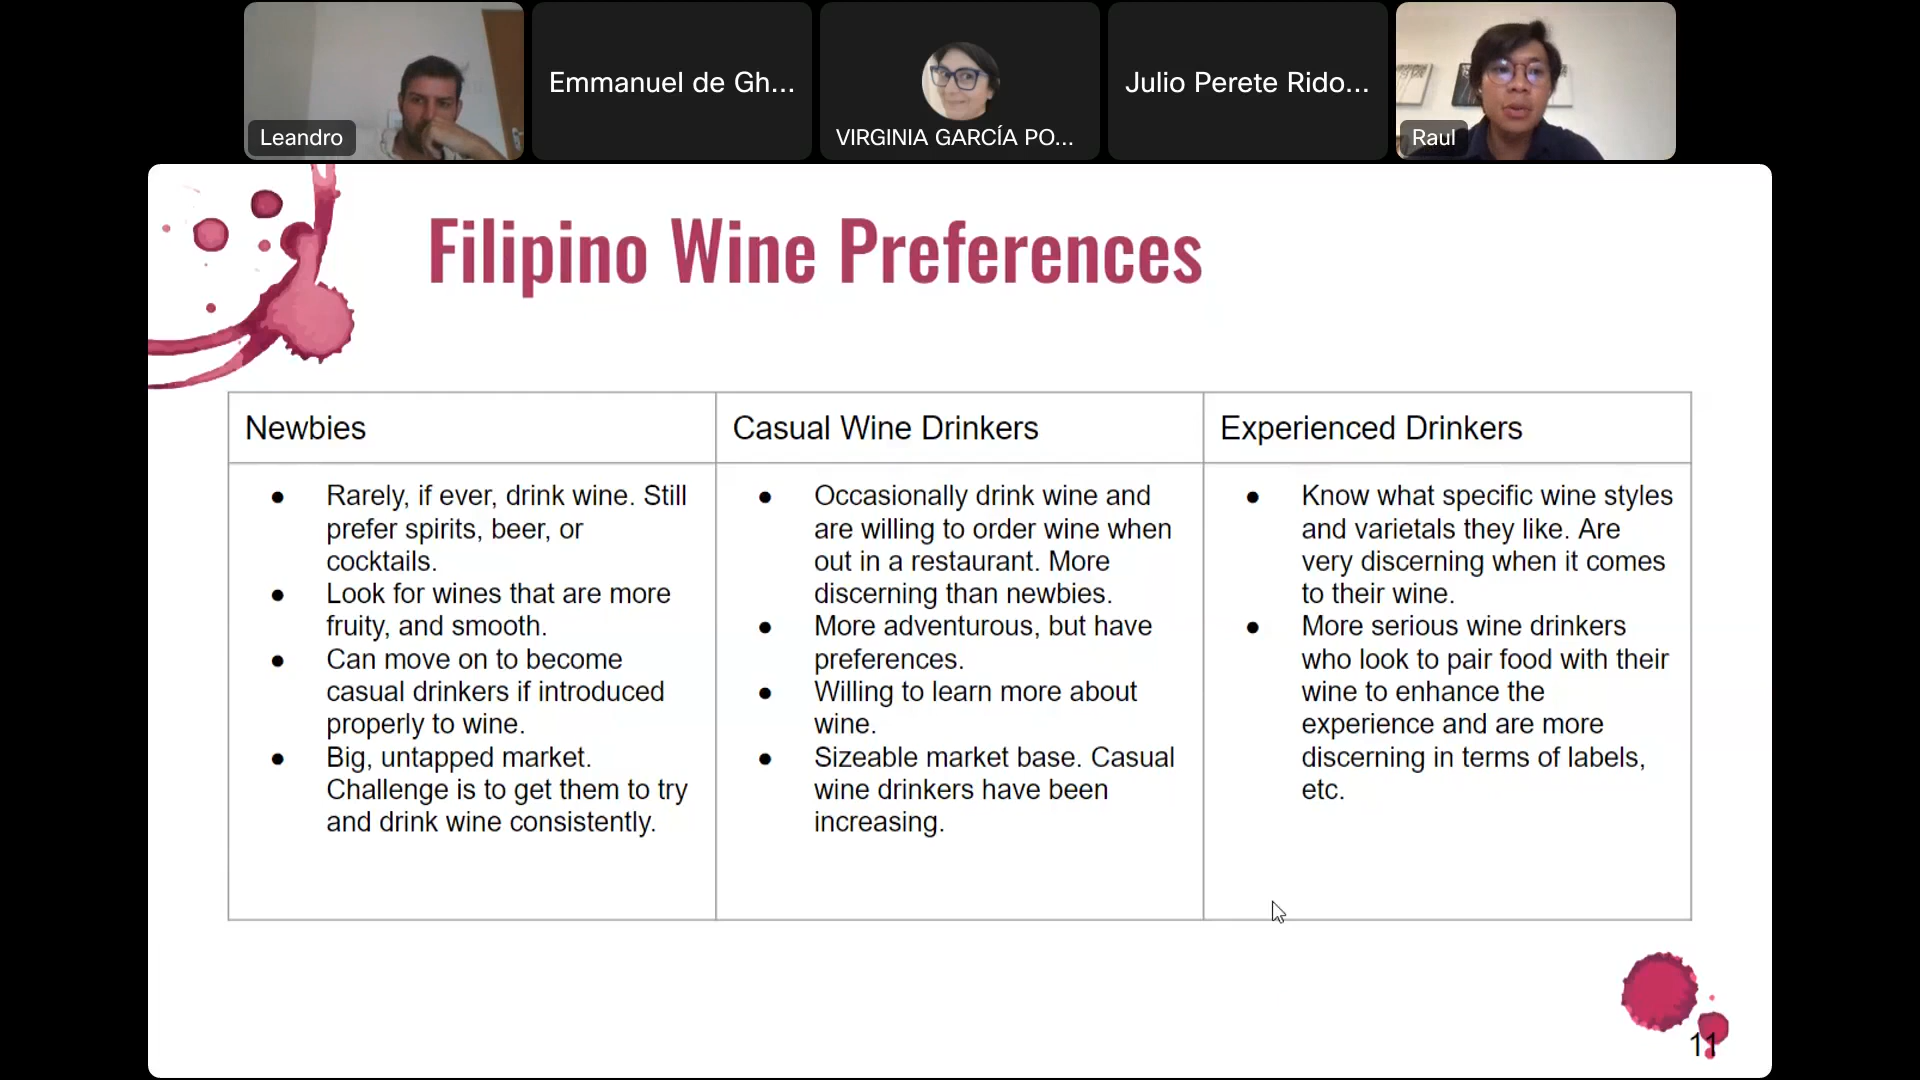 Leandro
Emmanuel de Gh...
VIRGINIA GARCÍA PO...
Julio Perete Rido...
Raul
Filipino Wine Preferences
Newbies
● Rarely, if ever, drink wine. Still
prefer spirits, beer, or
cocktails.
● Look for wines that are more
fruity, and smooth.
● Can move on to become
casual drinkers if introduced
properly to wine.
● Big, untapped market.
Challenge is to get them to try
and drink wine consistently.
Casual Wine Drinkers
● Occasionally drink wine and
are willing to order wine when
out in a restaurant. More
discerning than newbies.
● More adventurous, but have
preferences.
● Willing to learn more about
wine.
● Sizeable market base. Casual
wine drinkers have been
increasing.
Experienced Drinkers
● Know what specific wine styles
and varietals they like. Are
very discerning when it comes
to their wine.
● More serious wine drinkers
who look to pair food with their
wine to enhance the
experience and are more
discerning in terms of labels,
etc.
11